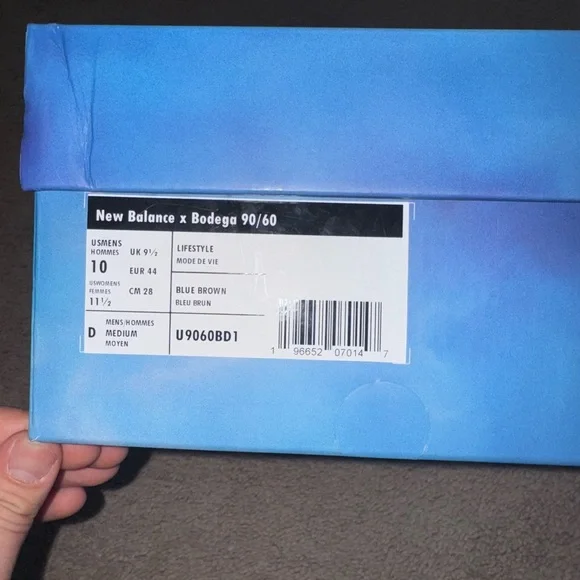 New Balance x Bodega 90/60
USMENS
HOMMES
10
UK 9½
EUR 44
USWOMENS
FEMMES
11½
CM 28
LIFESTYLE
MODE DE VIE
BLUE BROWN
BLEU BRUN
D
MENS/HOMMES
MEDIUM
MOYEN
U9060BD1
1 96652 07014 7